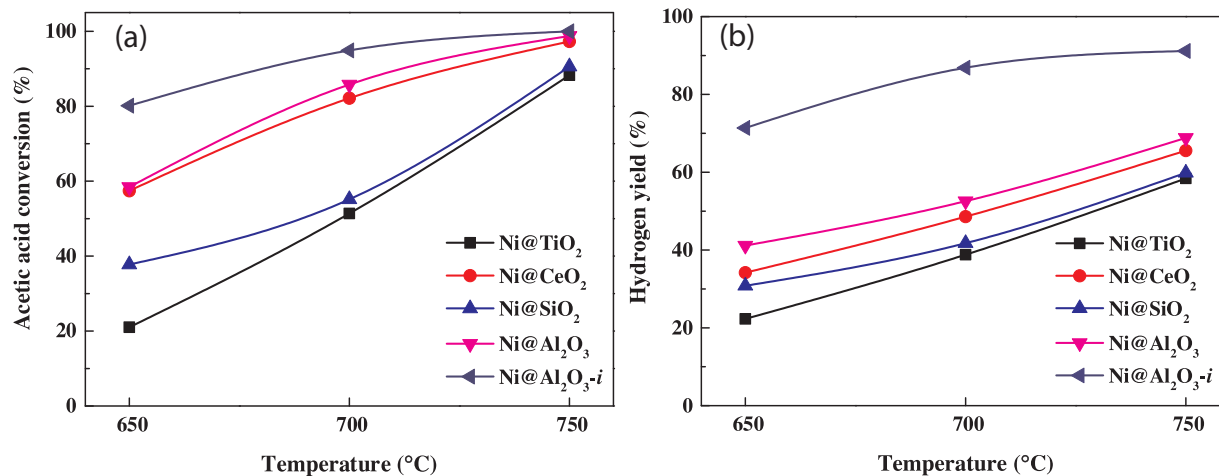 (a)
Acetic acid conversion (%)
100
80
60
40
20
0
650
700
750
Temperature (°C)
Ni@TiO₂
Ni@CeO₂
Ni@SiO₂
Ni@Al₂O₃
Ni@Al₂O₃-i
(b)
Hydrogen yield (%)
100
80
60
40
20
0
650
700
750
Temperature (°C)
Ni@TiO₂
Ni@CeO₂
Ni@SiO₂
Ni@Al₂O₃
Ni@Al₂O₃-i